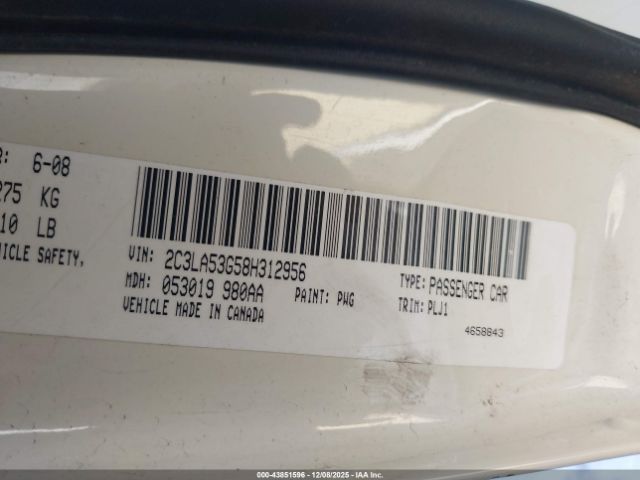 R: 6-08
275 KG
10 LB
EHICLE SAFETY,
VIN: 2C3LA53G58H312956
MDH: 053019 980AA
PAINT: PWG
VEHICLE MADE IN CANADA
TYPE: PASSENGER CAR
TRIM: PLJ1
4658843
000-43851596 | 12/08/2025 - IAA Inc.